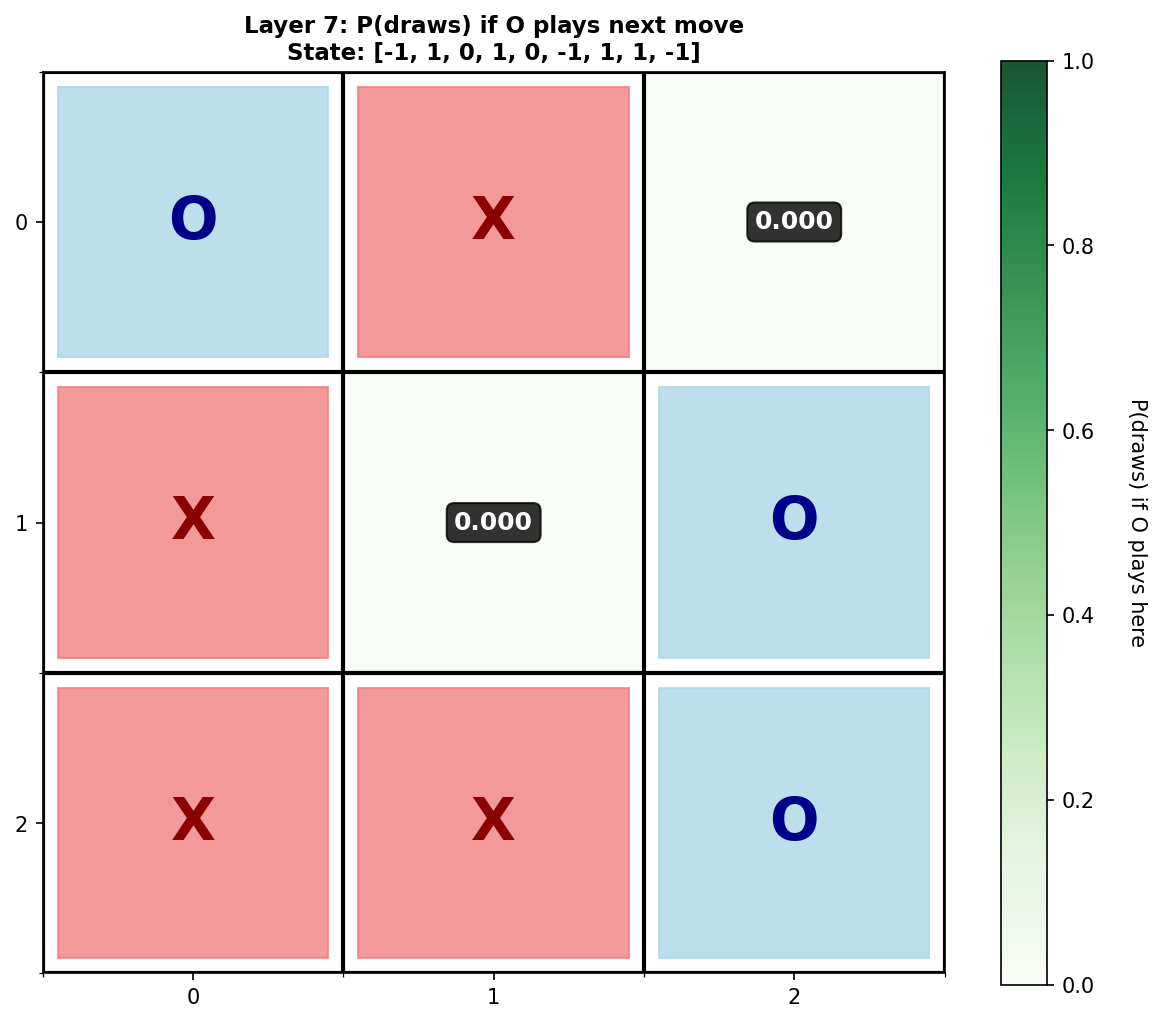 Layer 7: P(draws) if O plays next move
State: [-1, 1, 0, 1, 0, -1, 1, 1, -1]
1.0
0.8
0.6
0.4
0.2
0.0
P(draws) if O plays here
0
O
X
0.000
1
X
0.000
O
2
X
X
O
0
1
2